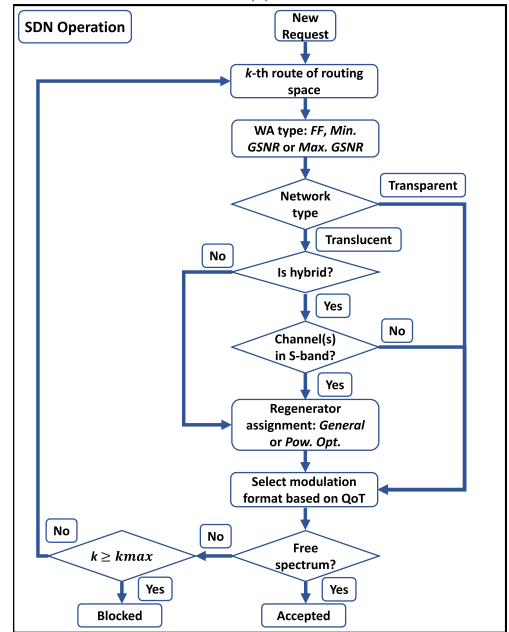 SDN Operation
New
Request
k-th route of routing
space
WA type: FF, Min.
GSNR or Max. GSNR
Network
type
Transparent
Translucent
No
Is hybrid?
Yes
No
Channel(s)
in S-band?
Yes
Regenerator
assignment: General
or Pow. Opt.
Select modulation
format based on QoT
No
No
Free
spectrum?
k ≥ kmax
Yes
Yes
Blocked
Accepted